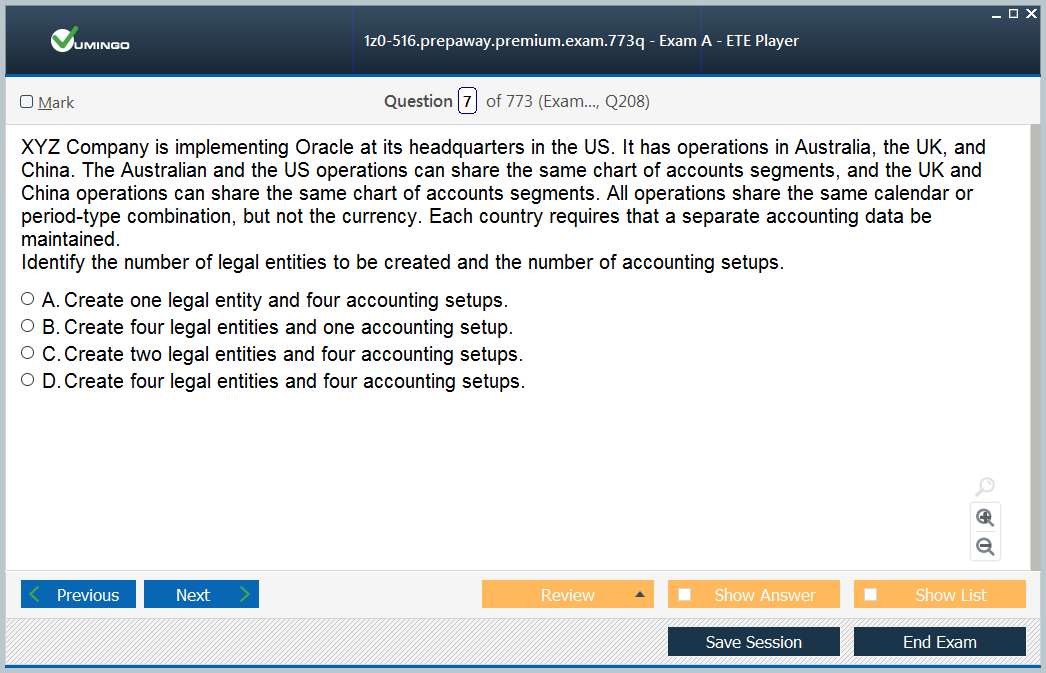 VUMINGO
1z0-516.prepaway.premium.exam.773q - Exam A - ETE Player
Mark
Question 7 of 773 (Exam..., Q208)
XYZ Company is implementing Oracle at its headquarters in the US. It has operations in Australia, the UK, and
China. The Australian and the US operations can share the same chart of accounts segments, and the UK and
China operations can share the same chart of accounts segments. All operations share the same calendar or
period-type combination, but not the currency. Each country requires that a separate accounting data be
maintained.
Identify the number of legal entities to be created and the number of accounting setups.
A. Create one legal entity and four accounting setups.
B. Create four legal entities and one accounting setup.
C. Create two legal entities and four accounting setups.
D. Create four legal entities and four accounting setups.
Previous
Next
Review
Show Answer
Show List
Save Session
End Exam